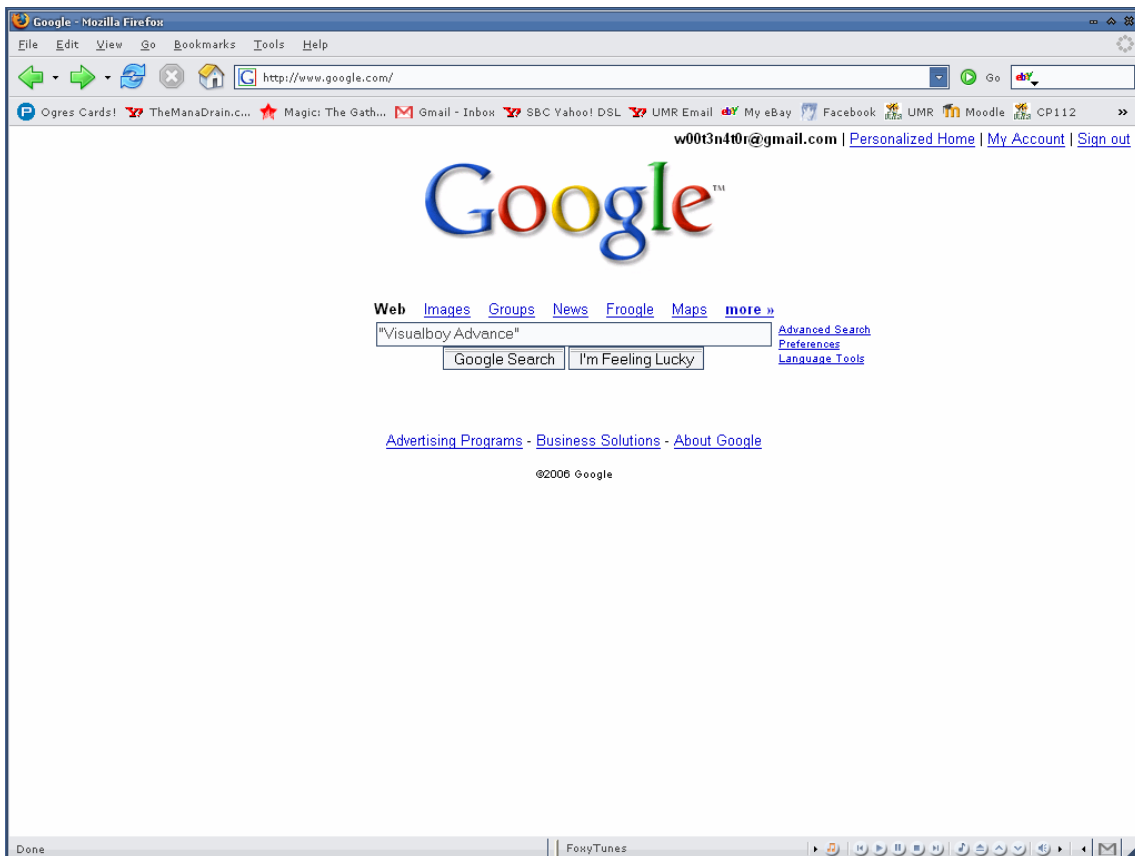 Google - Mozilla Firefox
File Edit View Go Bookmarks Tools Help
http://www.google.com/ Go ebY
Ogres Cards! TheManaDrain.c... Magic: The Gath... Gmail - Inbox SBC Yahoo! DSL UMR Email My eBay Facebook UMR Moodle CP112 »
w00t3n4t0r@gmail.com | Personalized Home | My Account | Sign out
Google™
Web Images Groups News Froogle Maps more »
"Visualboy Advance"
Advanced Search
Preferences
Language Tools
Google Search I'm Feeling Lucky
Advertising Programs - Business Solutions - About Google
©2006 Google
Done FoxyTunes